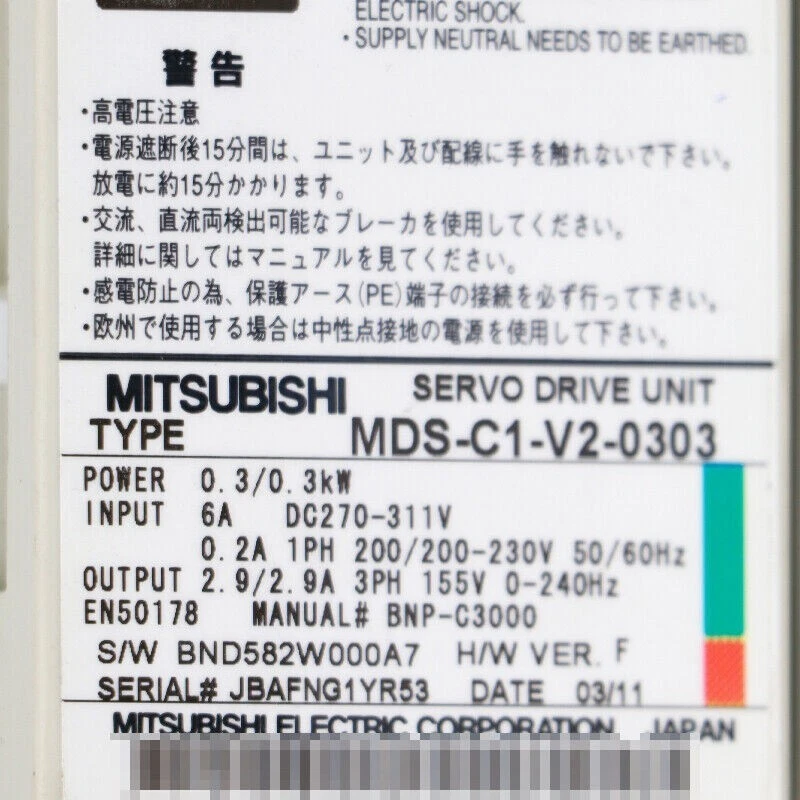 ELECTRIC SHOCK.
・SUPPLY NEUTRAL NEEDS TO BE EARTHED.
警告
・高電圧注意
・電源遮断後15分間は、ユニット及び配線に手を触れないで下さい。
放電に約15分かかります。
・交流、直流両検出可能なブレーカを使用してください。
詳細に関してはマニュアルを見てください。
・感電防止の為、保護アース(PE)端子の接続を必ず行って下さい。
・欧州で使用する場合は中性点接地の電源を使用して下さい。
MITSUBISHI SERVO DRIVE UNIT
TYPE MDS-C1-V2-0303
POWER 0.3/0.3kW
INPUT 6A DC270-311V
0.2A 1PH 200/200-230V 50/60Hz
OUTPUT 2.9/2.9A 3PH 155V 0-240Hz
EN50178 MANUAL# BNP-C3000
S/W BND582W000A7 H/W VER. F
SERIAL# JBAFNG1YR53 DATE 03/11
MITSUBISHI ELECTRIC CORPORATION JAPAN